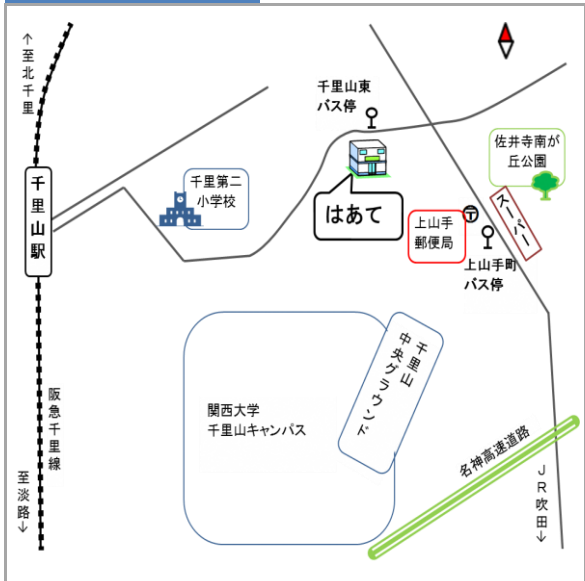 ↑至北千里
千里山東
バス停
佐井寺南が
丘公園
千里第二
小学校
千里山駅
はあて
スーパー
上山手
郵便局
〒
上山手町
バス停
千里山
中央グラウンド
関西大学
千里山キャンパス
阪急千里線
至淡路↓
名神高速道路
JR吹田↓